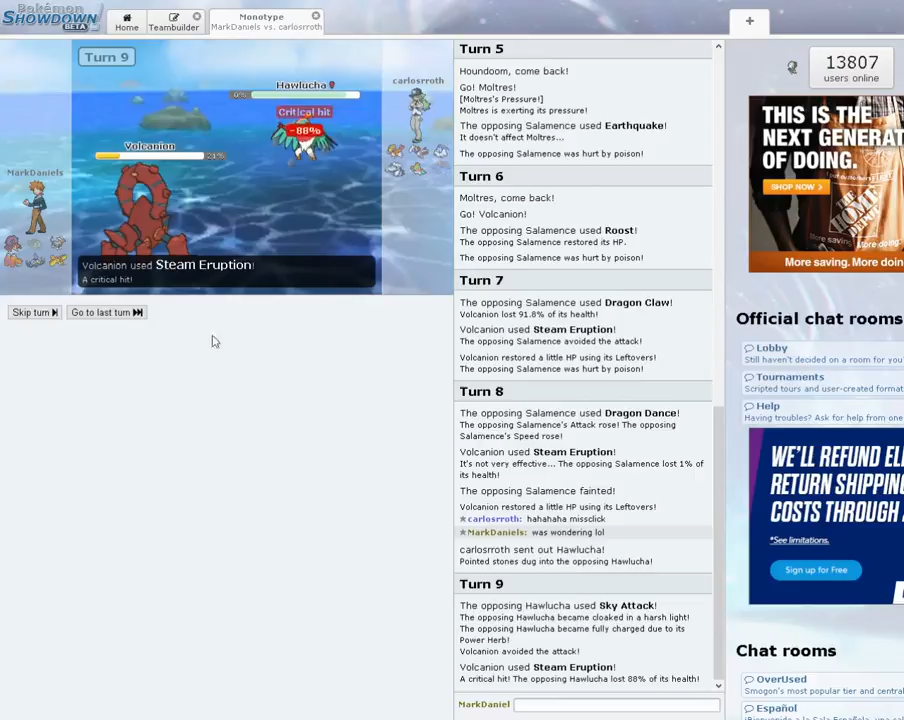 Pokémon
SHOWDOWN
BETA
Home
Teambuilder
Monotype
MarkDaniels vs. carlosrroth
+
Turn 9
Hawlucha
0%
Critical hit
-88%
carlosrroth
Volcanion
21%
MarkDaniels
Volcanion used Steam Eruption!
A critical hit!
Skip turn
Go to last turn
Turn 5
Houndoom, come back!
Go! Moltres!
[Moltres's Pressure!]
Moltres is exerting its pressure!
The opposing Salamence used Earthquake!
It doesn't affect Moltres...
The opposing Salamence was hurt by poison!
Turn 6
Moltres, come back!
Go! Volcanion!
The opposing Salamence used Roost!
The opposing Salamence restored its HP.
The opposing Salamence was hurt by poison!
Turn 7
The opposing Salamence used Dragon Claw!
Volcanion lost 91.8% of its health!
Volcanion used Steam Eruption!
The opposing Salamence avoided the attack!
Volcanion restored a little HP using its Leftovers!
The opposing Salamence was hurt by poison!
Turn 8
The opposing Salamence used Dragon Dance!
The opposing Salamence's Attack rose! The opposing
Salamence's Speed rose!
Volcanion used Steam Eruption!
It's not very effective... The opposing Salamence lost 1% of
its health!
The opposing Salamence fainted!
Volcanion restored a little HP using its Leftovers!
★carlosrroth: hahahaha missclick
★MarkDaniels: was wondering lol
carlosrroth sent out Hawlucha!
Pointed stones dug into the opposing Hawlucha!
Turn 9
The opposing Hawlucha used Sky Attack!
The opposing Hawlucha became cloaked in a harsh light!
The opposing Hawlucha became fully charged due to its
Power Herb!
Volcanion avoided the attack!
Volcanion used Steam Eruption!
A critical hit! The opposing Hawlucha lost 88% of its health!
MarkDaniel
13807
users online
THIS IS THE
NEXT GENERAT
OF DOING.
SHOP NOW
THE
HOME
More saving.
More saving. More doin
Official chat rooms
Lobby
Still haven't decided on a room for you
Tournaments
Scripted tours and user-created format
Help
Having troubles? Ask for help from one
WE'LL REFUND EL
RETURN SHIPPING
COSTS THROUGH
*See limitations.
Sign up for Free
Chat rooms
OverUsed
Smogon's most popular tier and central
Español